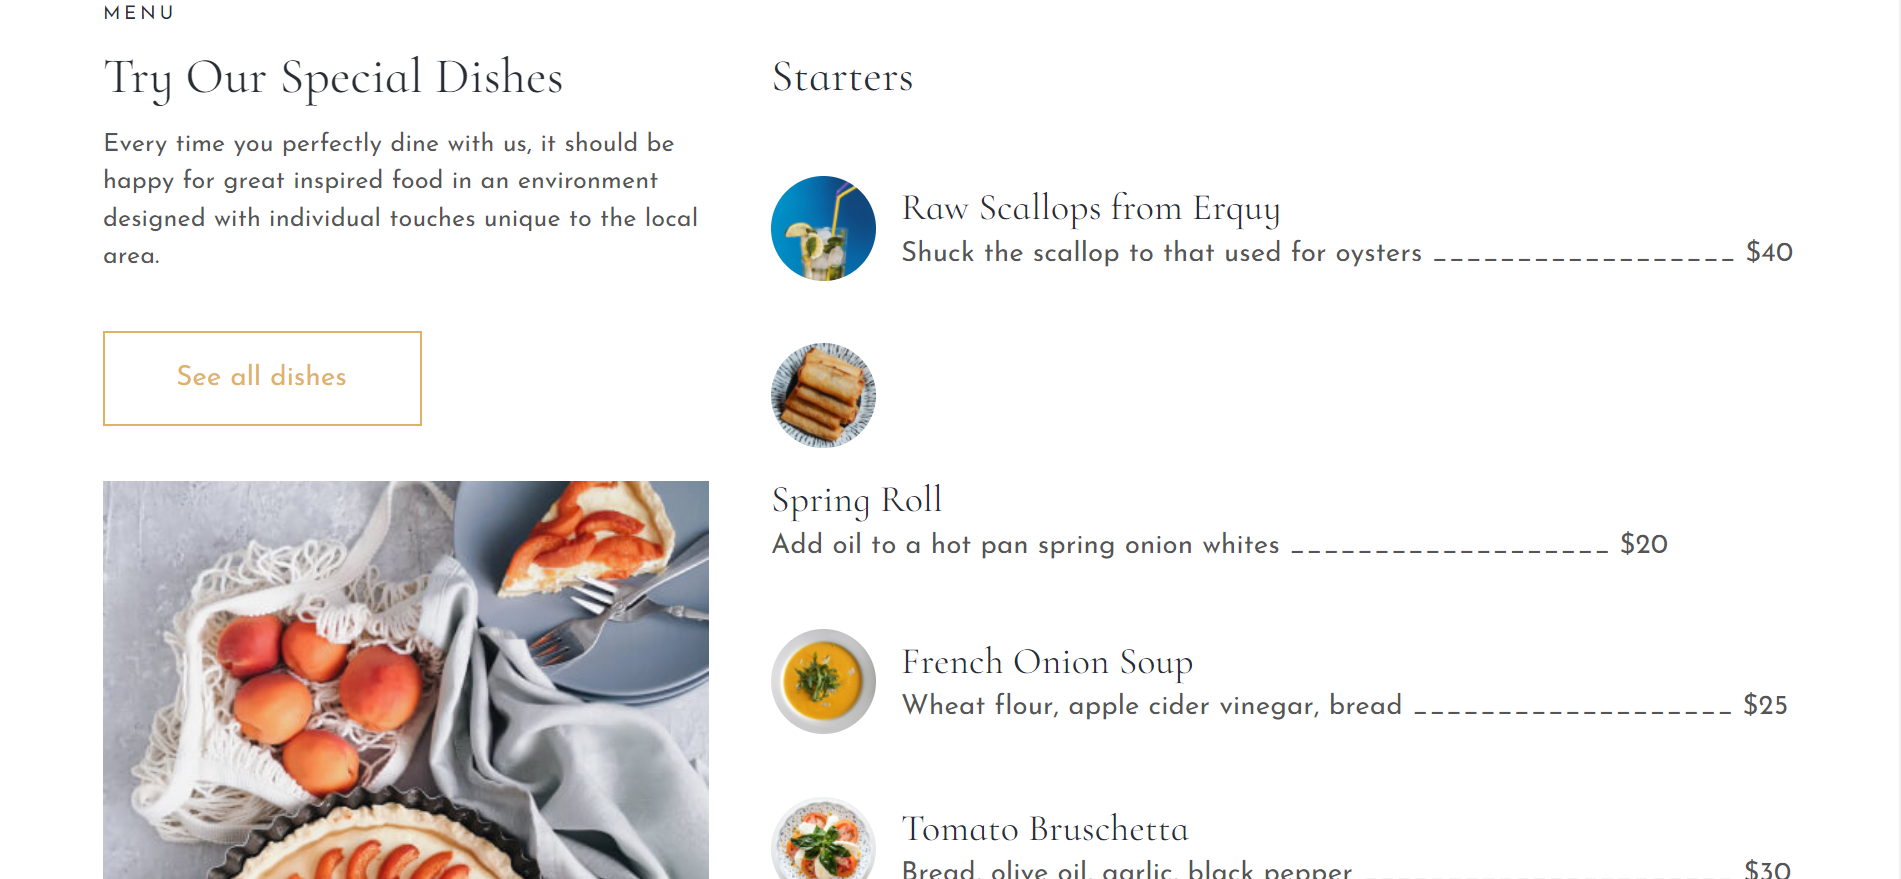 MENU
Try Our Special Dishes
Every time you perfectly dine with us, it should be
happy for great inspired food in an environment
designed with individual touches unique to the local
area.
See all dishes
Starters
Raw Scallops from Erquy
Shuck the scallop to that used for oysters __________________ $40
Spring Roll
Add oil to a hot pan spring onion whites ___________________ $20
French Onion Soup
Wheat flour, apple cider vinegar, bread ___________________ $25
Tomato Bruschetta
Bread, olive oil, garlic, black pepper _______________________ $30